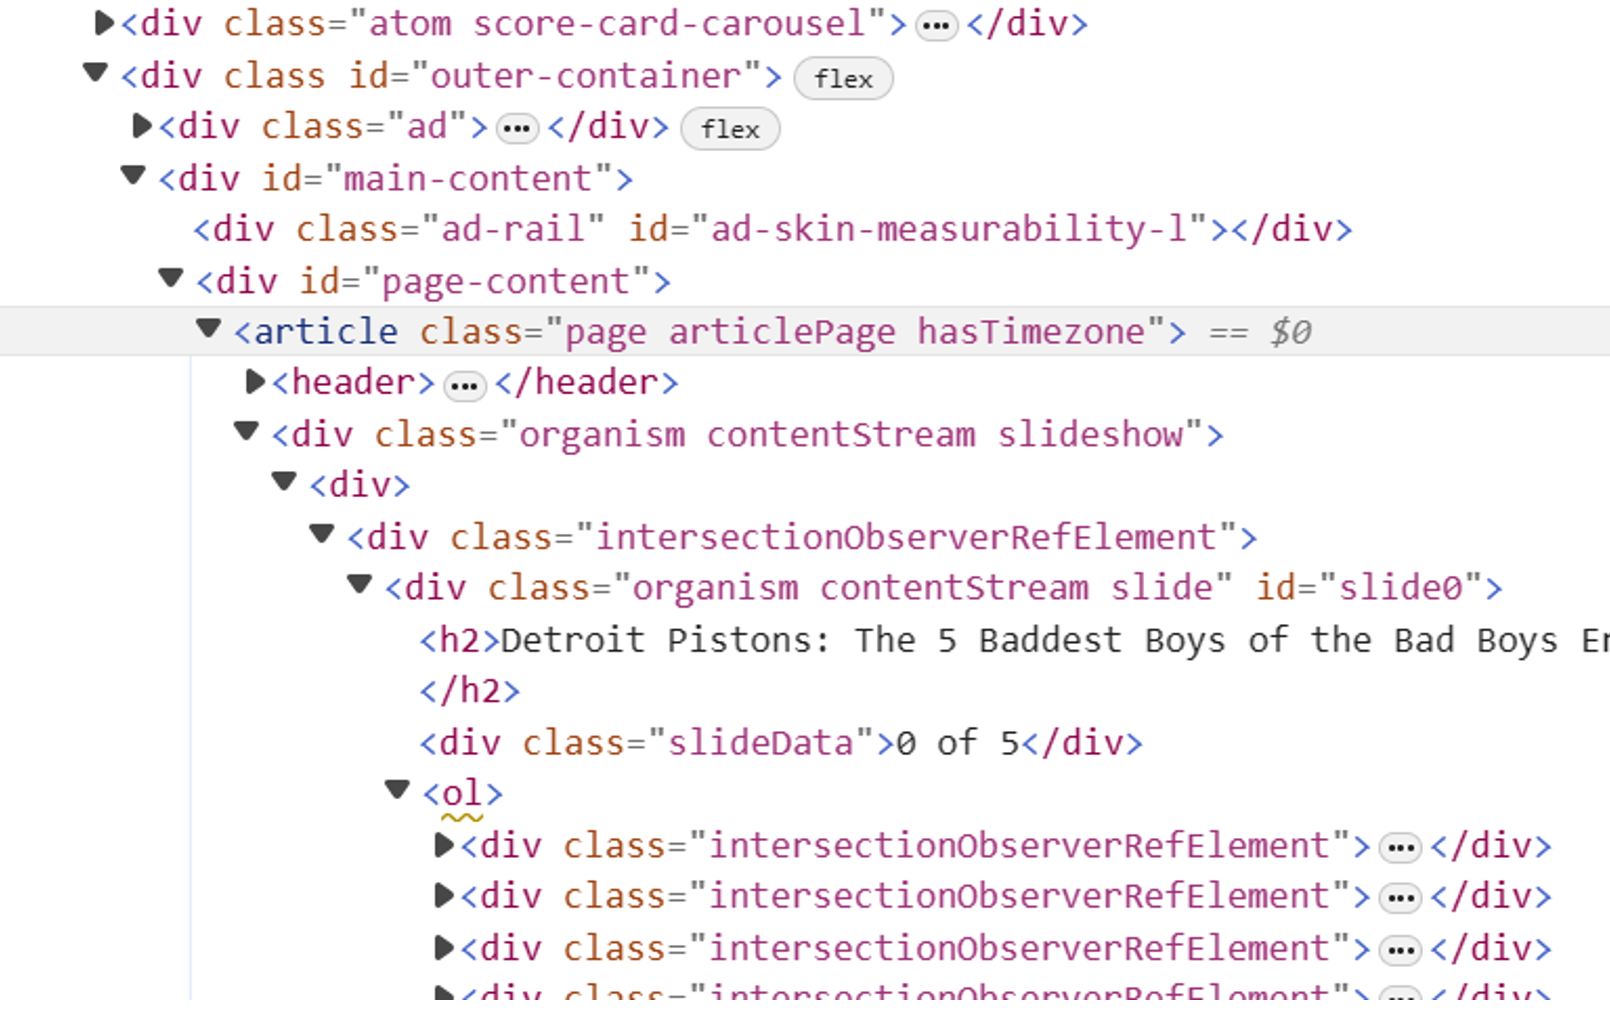 <div class="atom score-card-carousel"> ••• </div>
<div class id="outer-container"> flex
<div class="ad"> ••• </div> flex
<div id="main-content">
<div class="ad-rail" id="ad-skin-measurability-l"></div>
<div id="page-content">
<article class="page articlePage hasTimezone"> == $0
<header> ••• </header>
<div class="organism contentStream slideshow">
<div>
<div class="intersectionObserverRefElement">
<div class="organism contentStream slide" id="slide0">
<h2>Detroit Pistons: The 5 Baddest Boys of the Bad Boys
</h2>
<div class="slideData">0 of 5</div>
<ol>
<div class="intersectionObserverRefElement"> ••• </div>
<div class="intersectionObserverRefElement"> ••• </div>
<div class="intersectionObserverRefElement"> ••• </div>
<div class="intersectionObserverRefElement"> ••• </div>